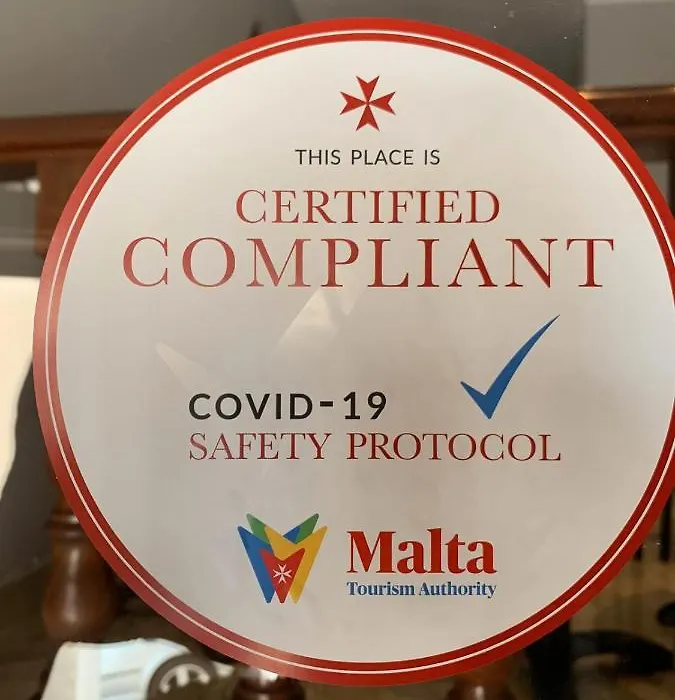 THIS PLACE IS
CERTIFIED
COMPLIANT
COVID-19
SAFETY PROTOCOL
Malta
Tourism Authority